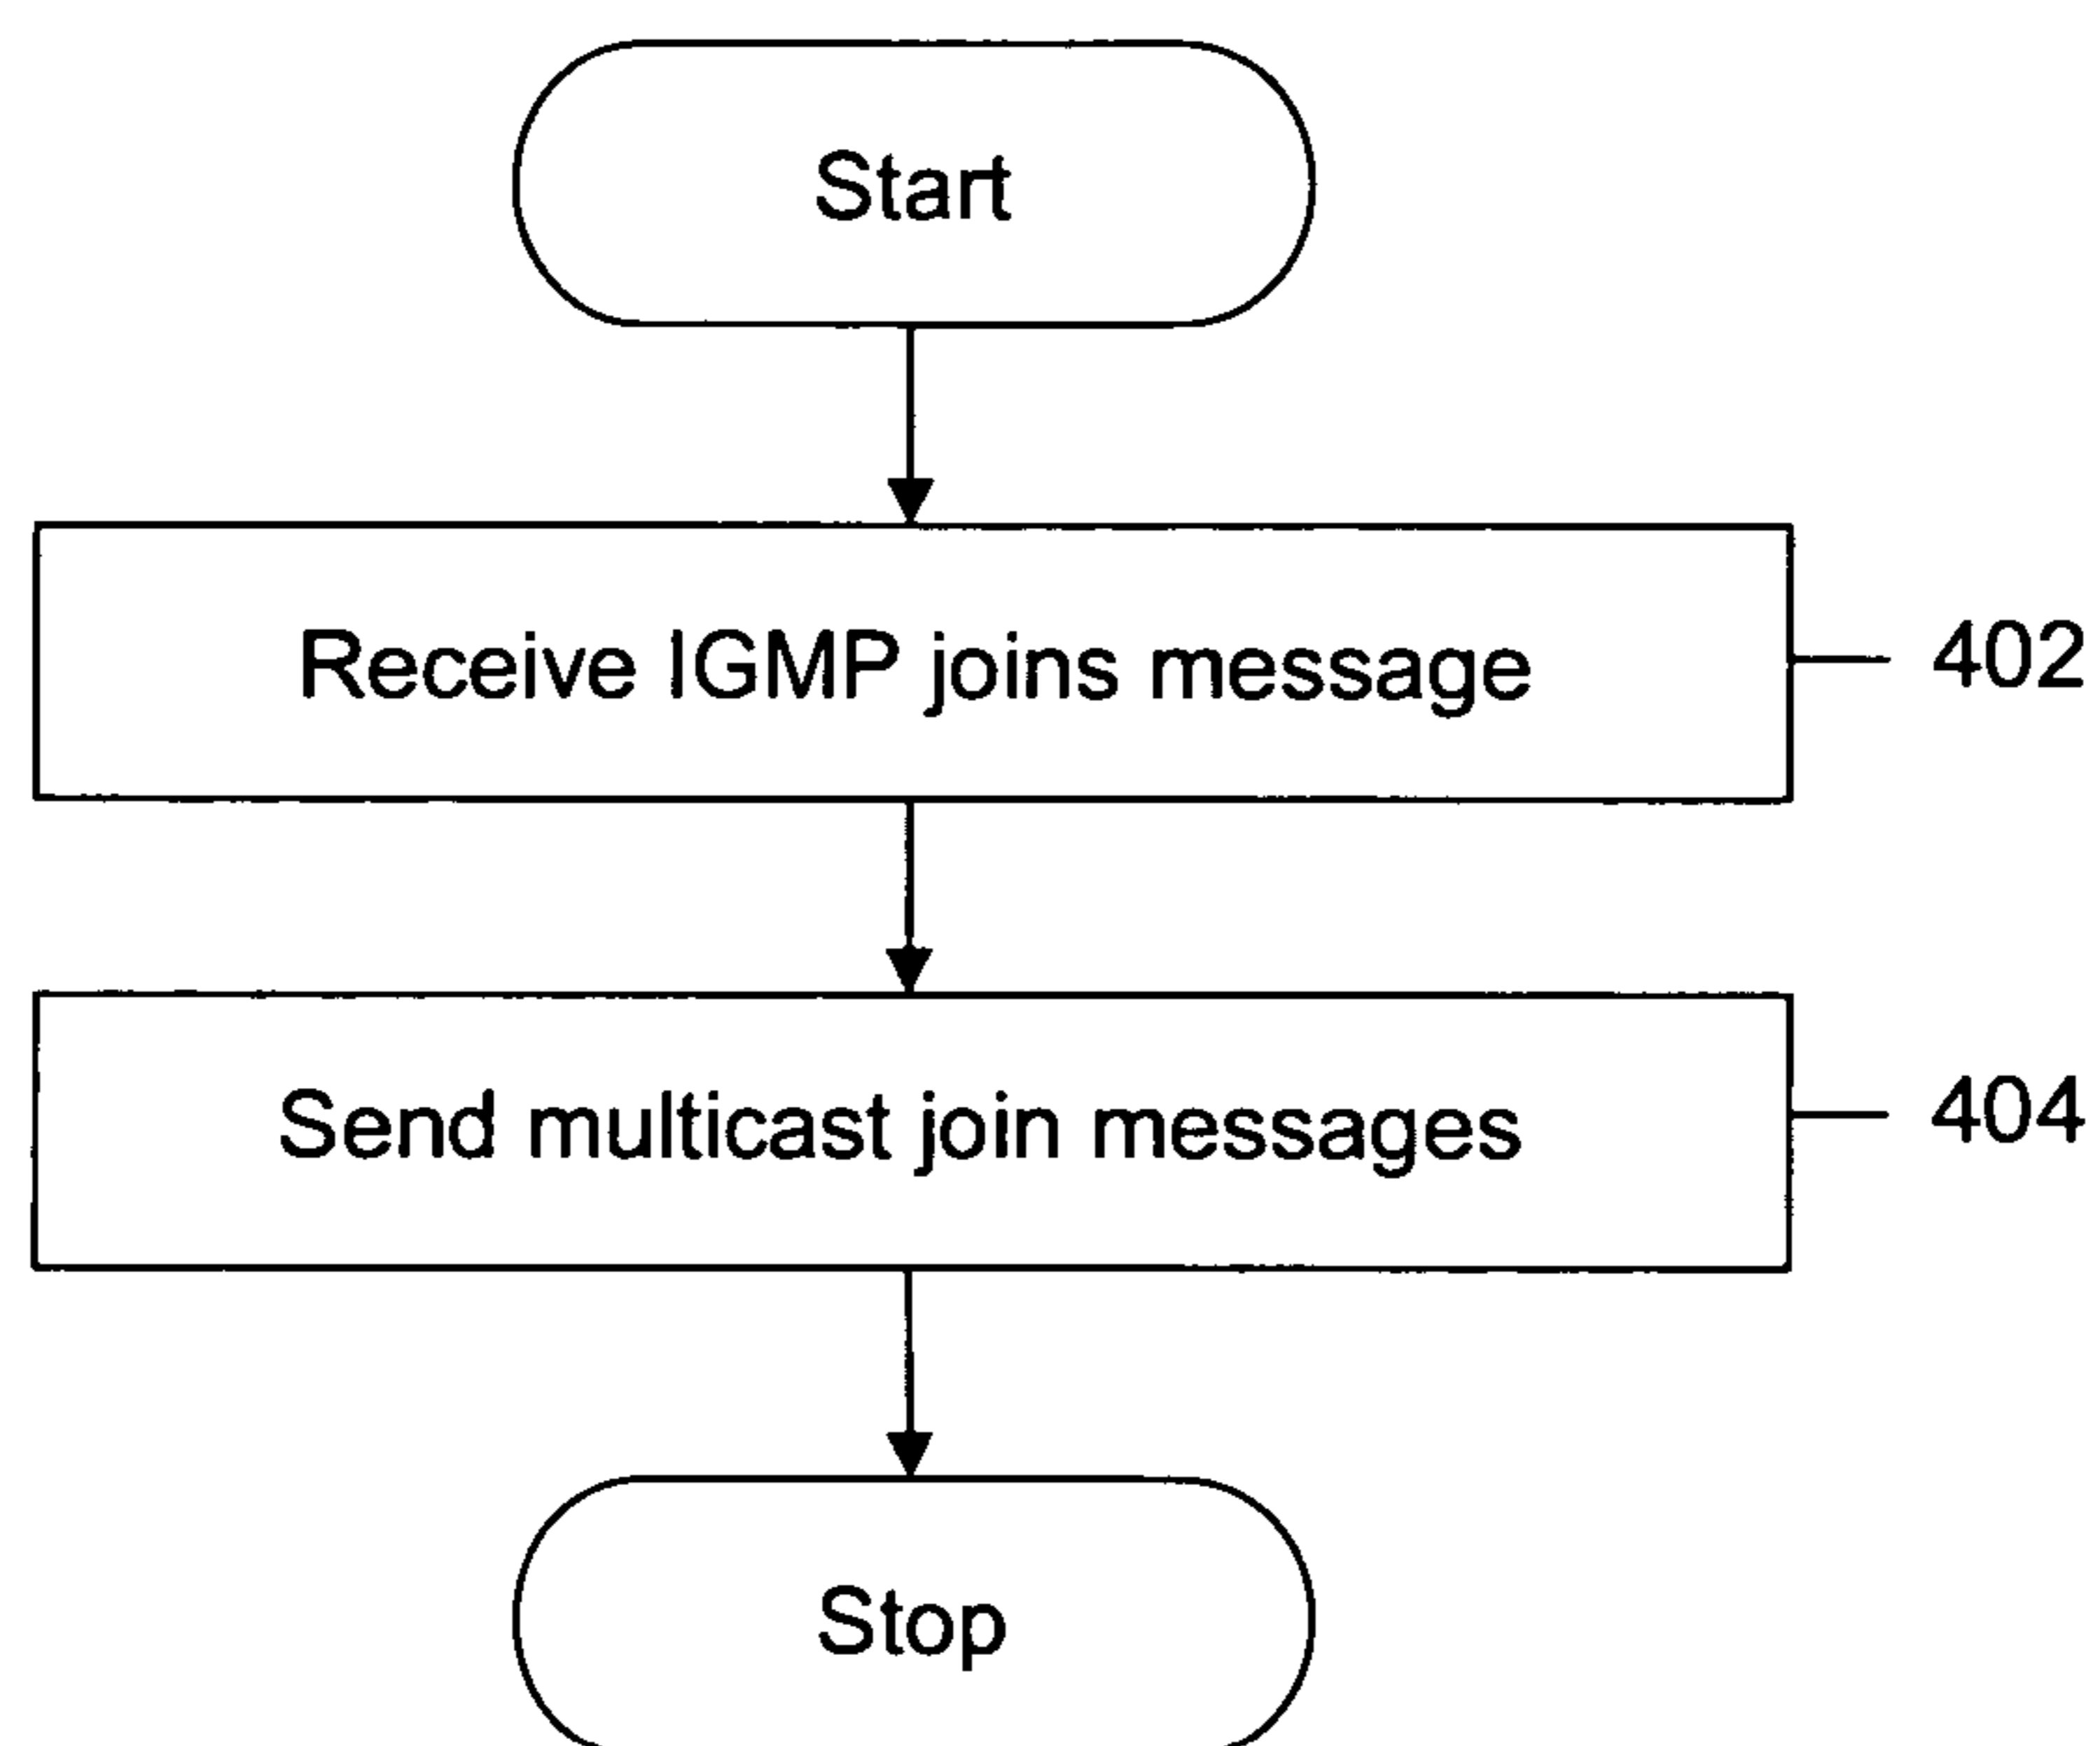 Start
Receive IGMP joins message
402
Send multicast join messages
404
Stop